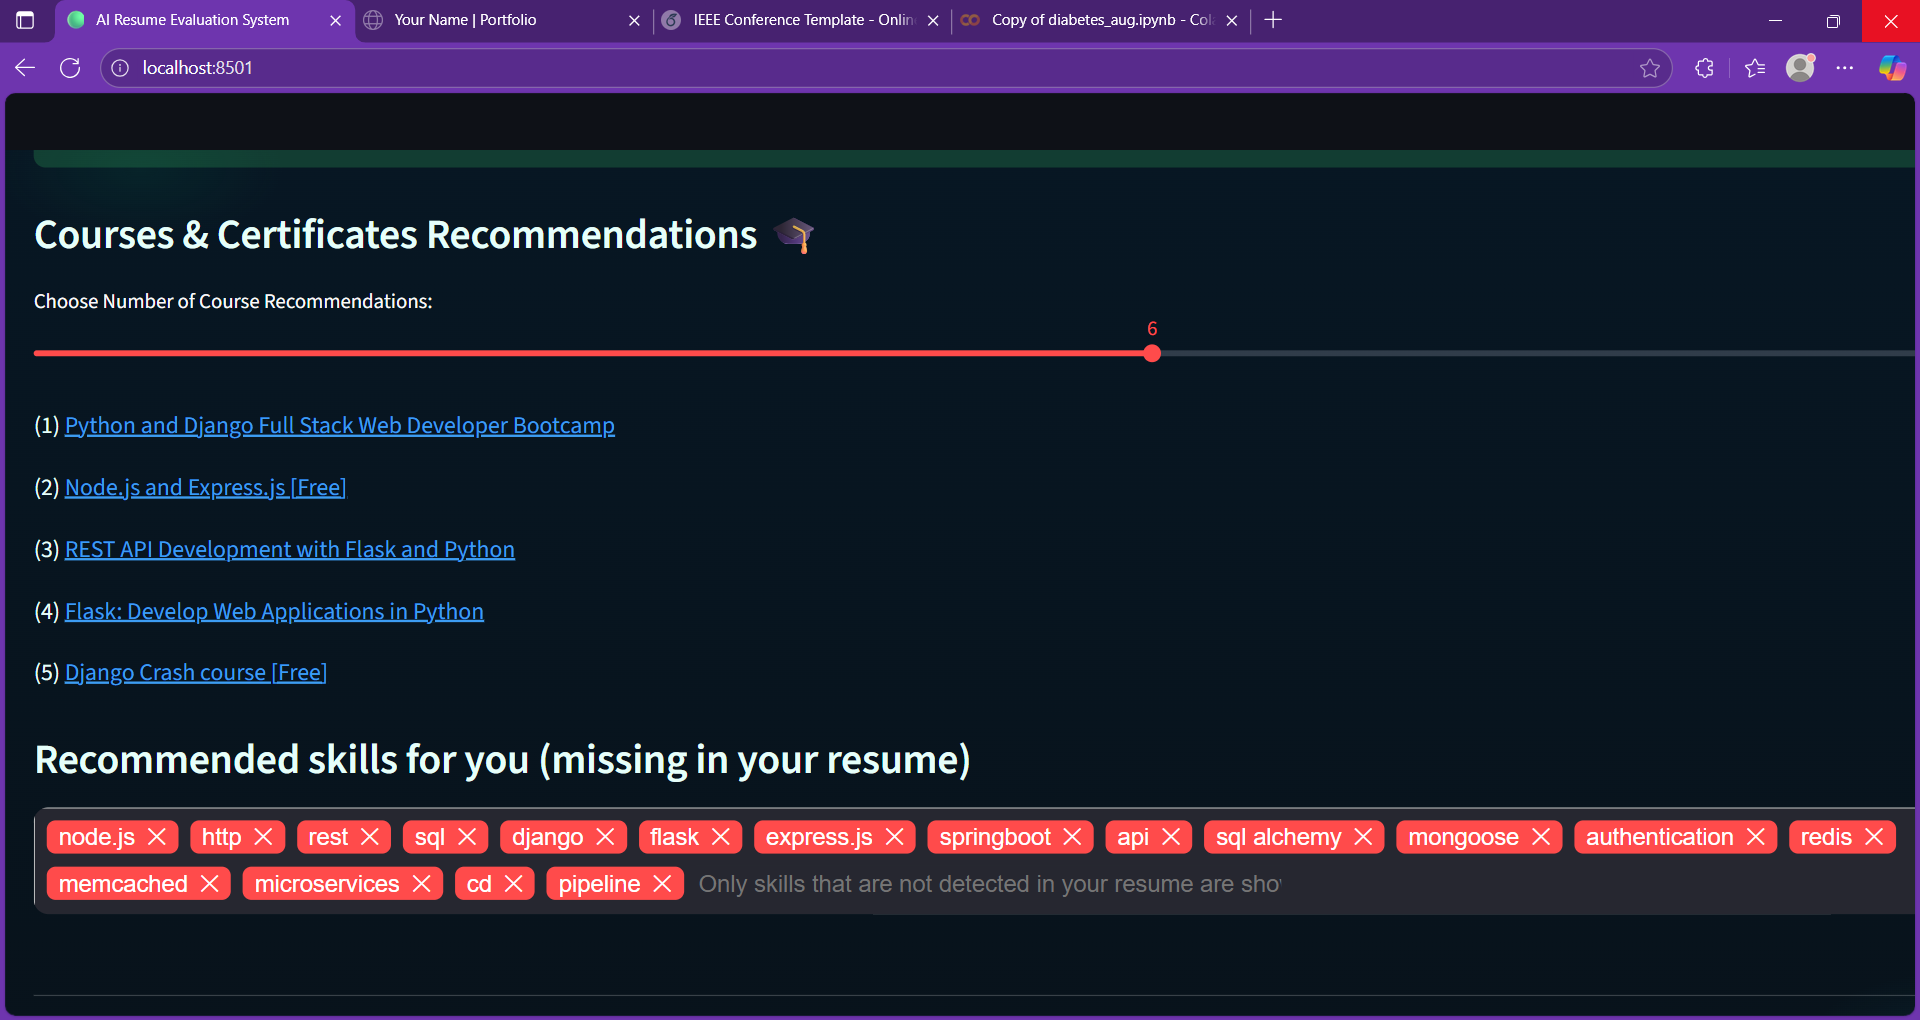 AI Resume Evaluation System
Your Name | Portfolio
IEEE Conference Template - Onlin
Copy of diabetes_aug.ipynb - Col
localhost:8501
Courses & Certificates Recommendations 🎓
Choose Number of Course Recommendations:
6
(1) Python and Django Full Stack Web Developer Bootcamp
(2) Node.js and Express.js [Free]
(3) REST API Development with Flask and Python
(4) Flask: Develop Web Applications in Python
(5) Django Crash course [Free]
Recommended skills for you (missing in your resume)
node.js http rest sql django flask express.js springboot api sql alchemy mongoose authentication redis
memcached microservices cd pipeline Only skills that are not detected in your resume are sho